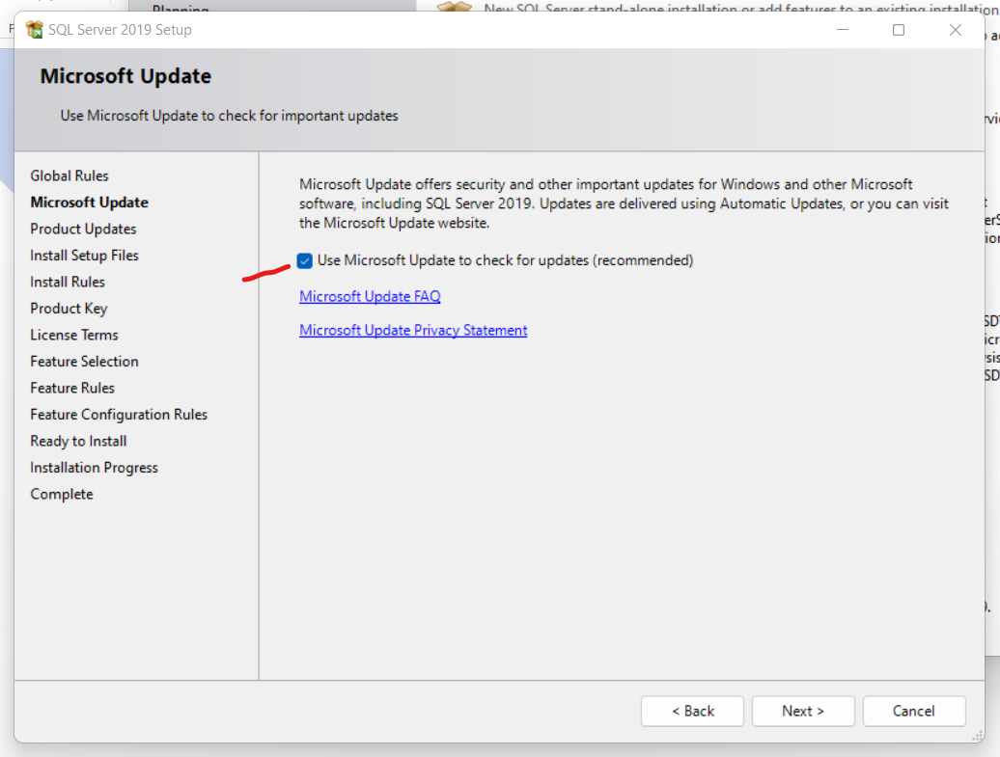 Planning
New SQL Server stand-alone installation or add features to an existing installation
SQL Server 2019 Setup
Microsoft Update
Use Microsoft Update to check for important updates
Global Rules
Microsoft Update
Product Updates
Install Setup Files
Install Rules
Product Key
License Terms
Feature Selection
Feature Rules
Feature Configuration Rules
Ready to Install
Installation Progress
Complete
Microsoft Update offers security and other important updates for Windows and other Microsoft
software, including SQL Server 2019. Updates are delivered using Automatic Updates, or you can visit
the Microsoft Update website.
Use Microsoft Update to check for updates (recommended)
Microsoft Update FAQ
Microsoft Update Privacy Statement
< Back
Next >
Cancel